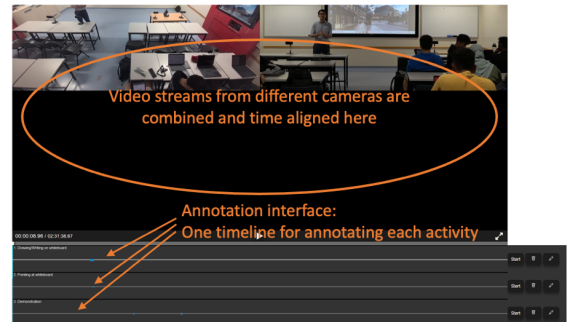 Video streams from different cameras are
combined and time aligned here
Annotation interface:
One timeline for annotating each activity
00:00:08.96 / 02:31:38.67
1. Drawing/Writing on whiteboard
Start
2. Pointing at whiteboard
Start
3. Demonstration
Start